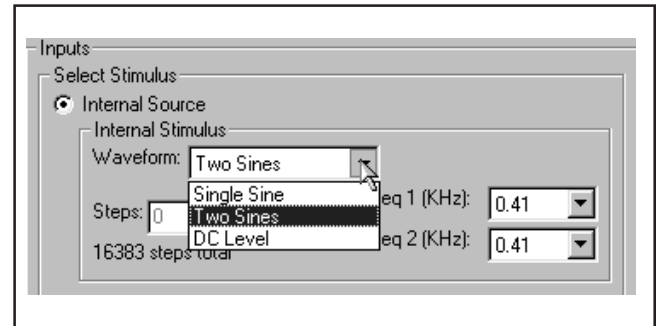 Inputs
Select Stimulus
Internal Source
Internal Stimulus
Waveform: Two Sines
Single Sine
Two Sines
DC Level
Steps: 0
eq 1 (KHz): 0.41
16383 steps total
eq 2 (KHz): 0.41